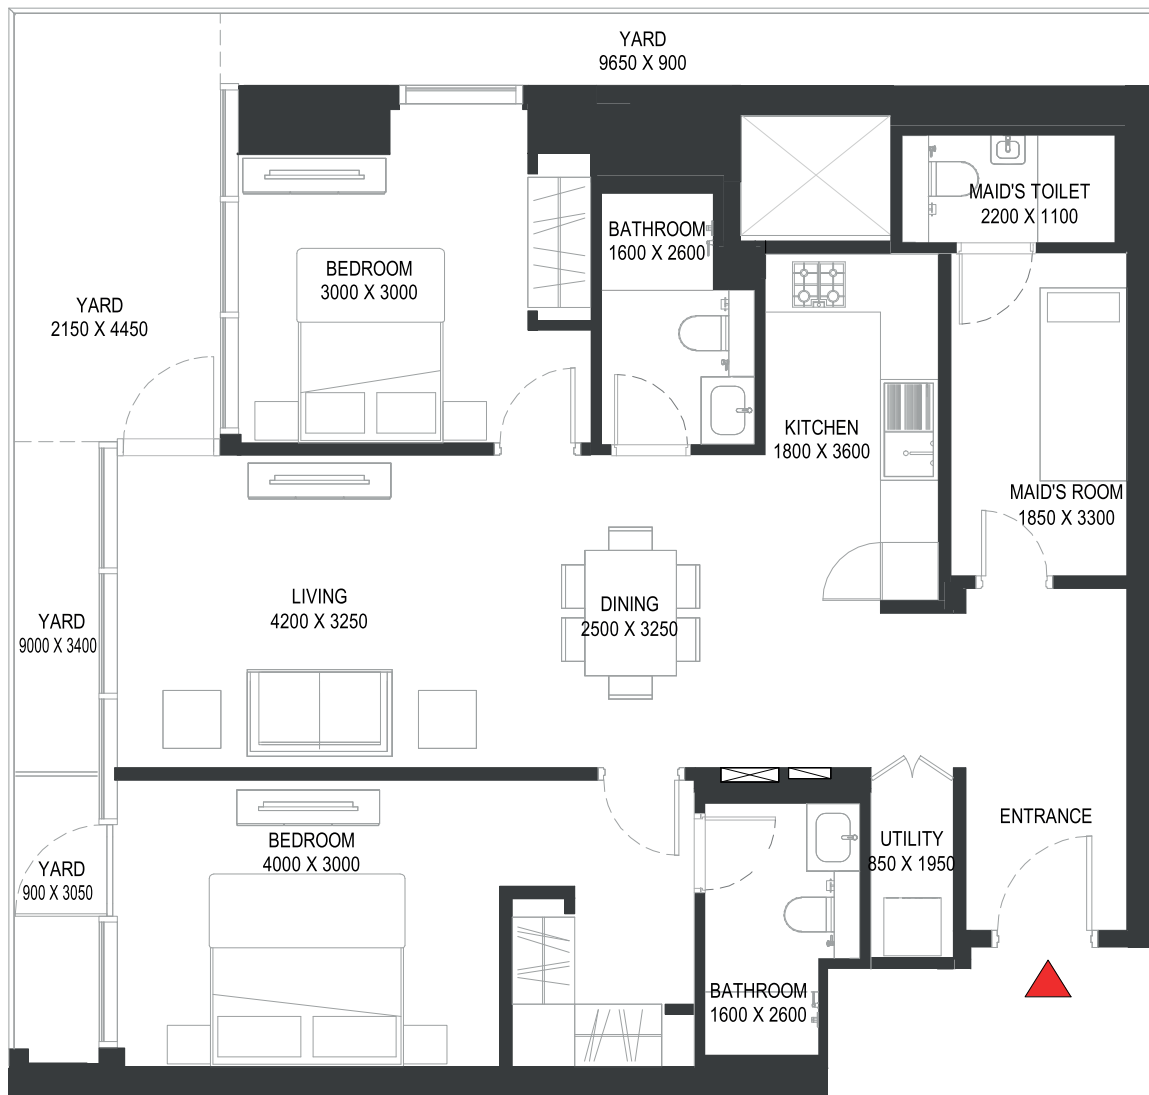 YARD
9650 X 900
MAID'S TOILET
2200 X 1100
BATHROOM
1600 X 2600
BEDROOM
3000 X 3000
YARD
2150 X 4450
KITCHEN
1800 X 3600
MAID'S ROOM
1850 X 3300
LIVING
4200 X 3250
DINING
2500 X 3250
YARD
9000 X 3400
ENTRANCE
BEDROOM
4000 X 3000
UTILITY
850 X 1950
YARD
900 X 3050
BATHROOM
1600 X 2600